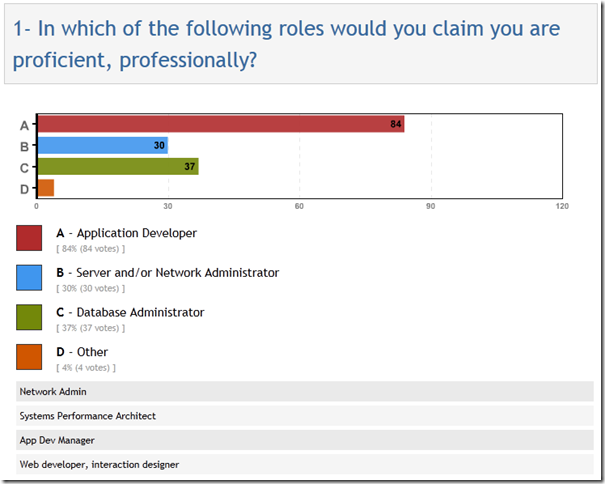 1- In which of the following roles would you claim you are
proficient, professionally?
A
84
B
30
C
37
D
0
30
60
90
120
A - Application Developer
[ 84% (84 votes) ]
B - Server and/or Network Administrator
[ 30% (30 votes) ]
C - Database Administrator
[ 37% (37 votes) ]
D - Other
[ 4% (4 votes) ]
Network Admin
Systems Performance Architect
App Dev Manager
Web developer, interaction designer